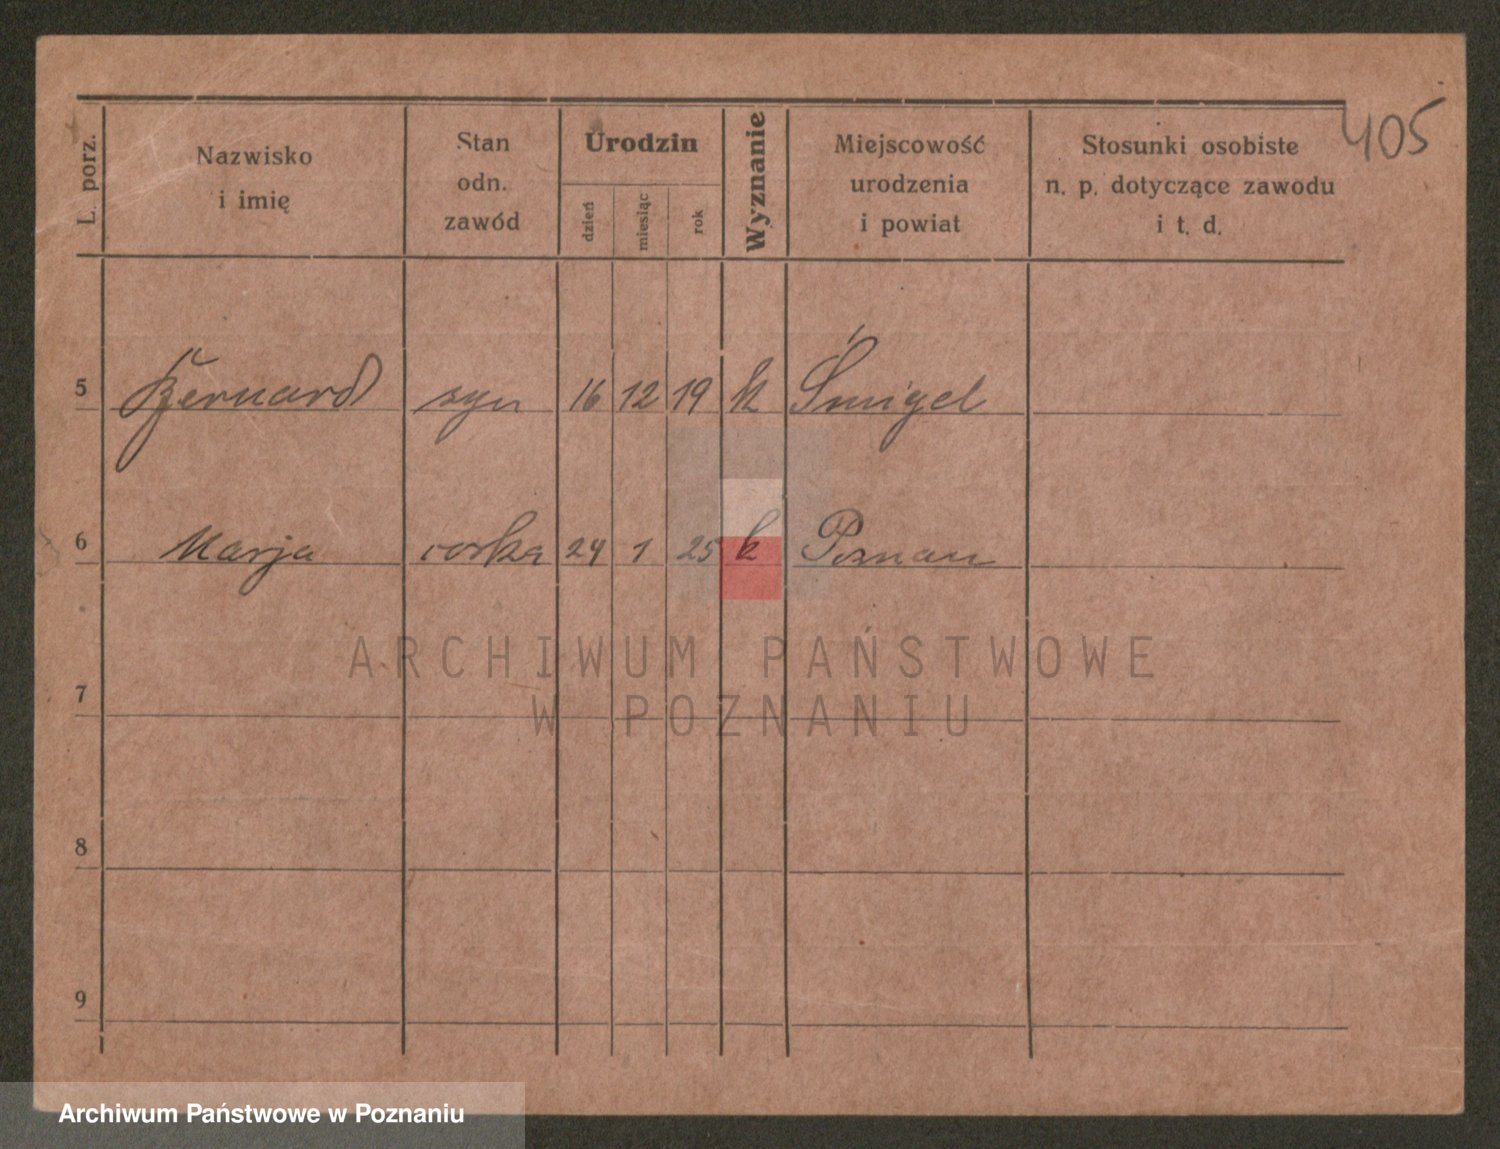 405
L. porz.
Nazwisko
i imię
Stan
odn.
zawód
Urodzin
dzień
miesiąc
rok
Wyznanie
Miejscowość
urodzenia
i powiat
Stosunki osobiste
n. p. dotyczące zawodu
i t. d.
5 Bernard syn 16 12 19 k Śmigel
6 Marja corka 24 1 25 k Poznan
ARCHIWUM PAŃSTWOWE
W POZNANIU
7
8
9
Archiwum Państwowe w Poznaniu